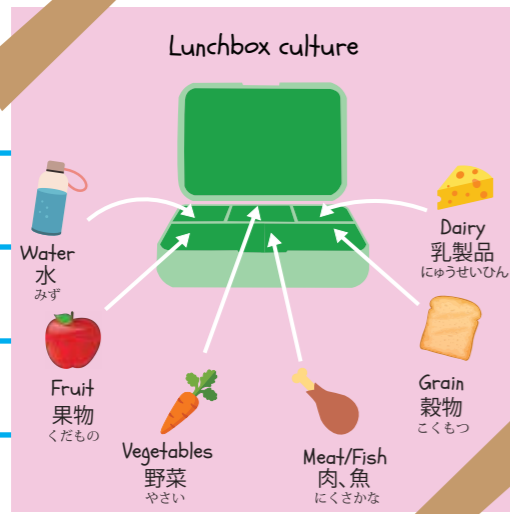 Lunchbox culture
Water
水
みず
Dairy
乳製品
にゅうせいひん
Fruit
果物
くだもの
Grain
穀物
こくもつ
Vegetables
野菜
やさい
Meat/Fish
肉、魚
にくさかな